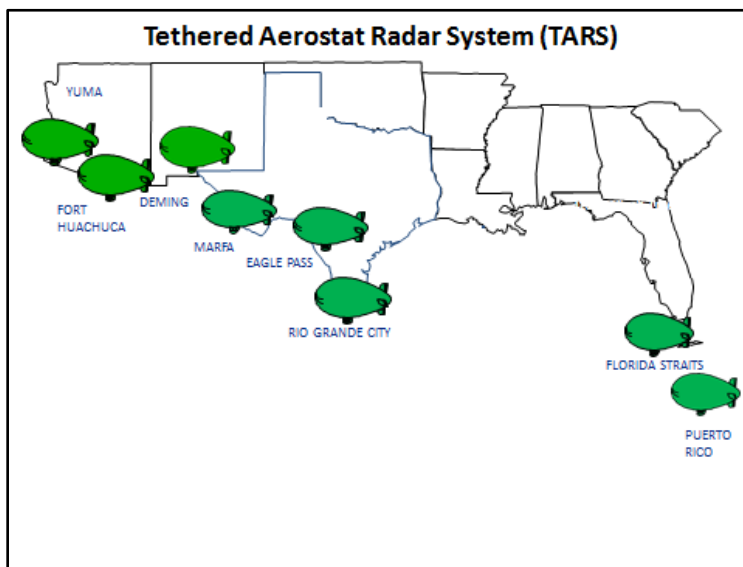 Tethered Aerostat Radar System (TARS)
YUMA
FORT
HUACHUCA
DEMING
MARFA
EAGLE PASS
RIO GRANDE CITY
FLORIDA STRAITS
PUERTO
RICO